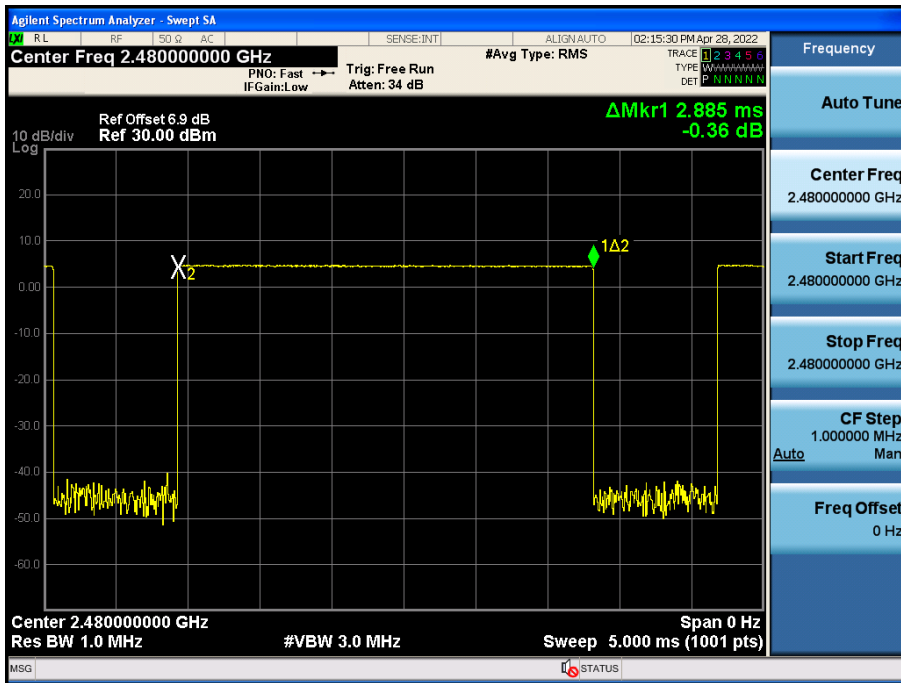 Agilent Spectrum Analyzer - Swept SA
LXI RL RF 50 Ω AC SENSE:INT ALIGN AUTO 02:15:30 PM Apr 28, 2022
Center Freq 2.480000000 GHz #Avg Type: RMS TRACE 1 2 3 4 5 6
PNO: Fast Trig: Free Run TYPE WWWWWW
IFGain:Low Atten: 34 dB DET P N N N N N
Ref Offset 6.9 dB ΔMkr1 2.885 ms
10 dB/div Ref 30.00 dBm -0.36 dB
Log
20.0
10.0
1Δ2
2
0.00
-10.0
-20.0
-30.0
-40.0
-50.0
-60.0
Center 2.480000000 GHz Span 0 Hz
Res BW 1.0 MHz #VBW 3.0 MHz Sweep 5.000 ms (1001 pts)
MSG STATUS
Frequency
Auto Tune
Center Freq
2.480000000 GHz
Start Freq
2.480000000 GHz
Stop Freq
2.480000000 GHz
CF Step
1.000000 MHz
Auto Man
Freq Offset
0 Hz